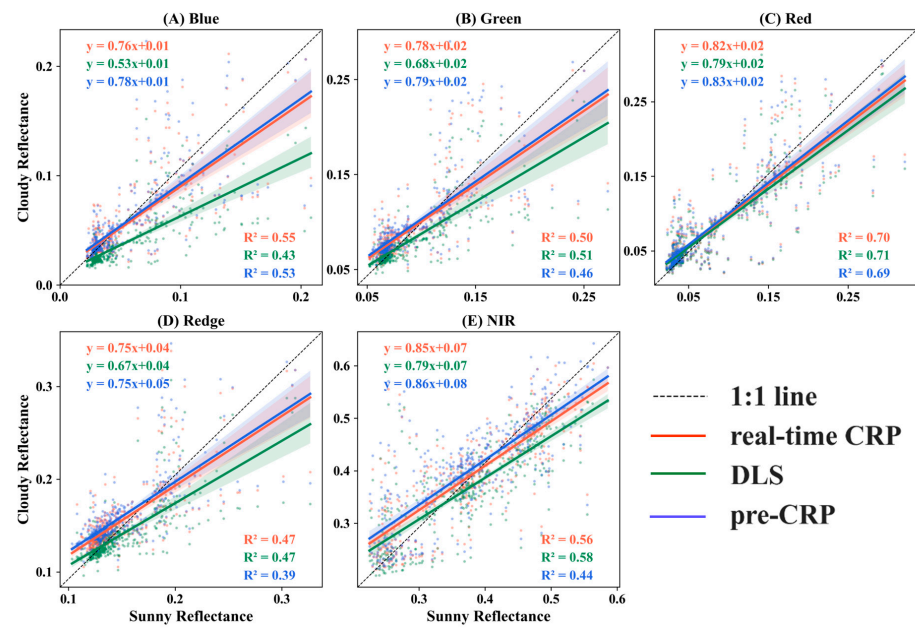 (A) Blue
y = 0.76x+0.01
y = 0.53x+0.01
y = 0.78x+0.01
R² = 0.55
R² = 0.43
R² = 0.53
0.2
0.1
0.0
0.0
0.1
0.2
Cloudy Reflectance
(B) Green
y = 0.78x+0.02
y = 0.68x+0.02
y = 0.79x+0.02
R² = 0.50
R² = 0.51
R² = 0.46
0.25
0.15
0.05
0.05
0.15
0.25
(C) Red
y = 0.82x+0.02
y = 0.79x+0.02
y = 0.83x+0.02
R² = 0.70
R² = 0.71
R² = 0.69
0.25
0.15
0.05
0.05
0.15
0.25
(D) Redge
y = 0.75x+0.04
y = 0.67x+0.04
y = 0.75x+0.05
R² = 0.47
R² = 0.47
R² = 0.39
0.3
0.2
0.1
0.1
0.2
0.3
Cloudy Reflectance
Sunny Reflectance
(E) NIR
y = 0.85x+0.07
y = 0.79x+0.07
y = 0.86x+0.08
R² = 0.56
R² = 0.58
R² = 0.44
0.6
0.5
0.4
0.3
0.3
0.4
0.5
0.6
Sunny Reflectance
1:1 line
real-time CRP
DLS
pre-CRP